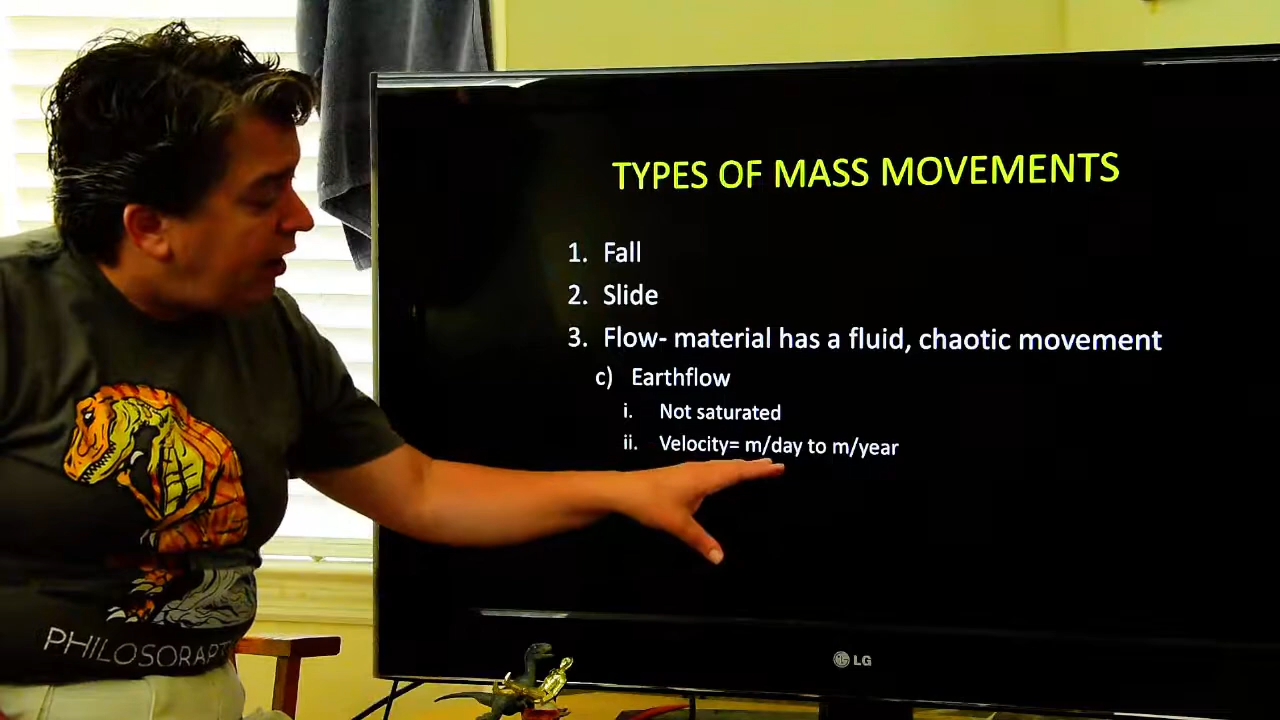 TYPES OF MASS MOVEMENTS
1. Fall
2. Slide
3. Flow- material has a fluid, chaotic movement
c) Earthflow
i. Not saturated
ii. Velocity= m/day to m/year
PHILOSORAPT
LG